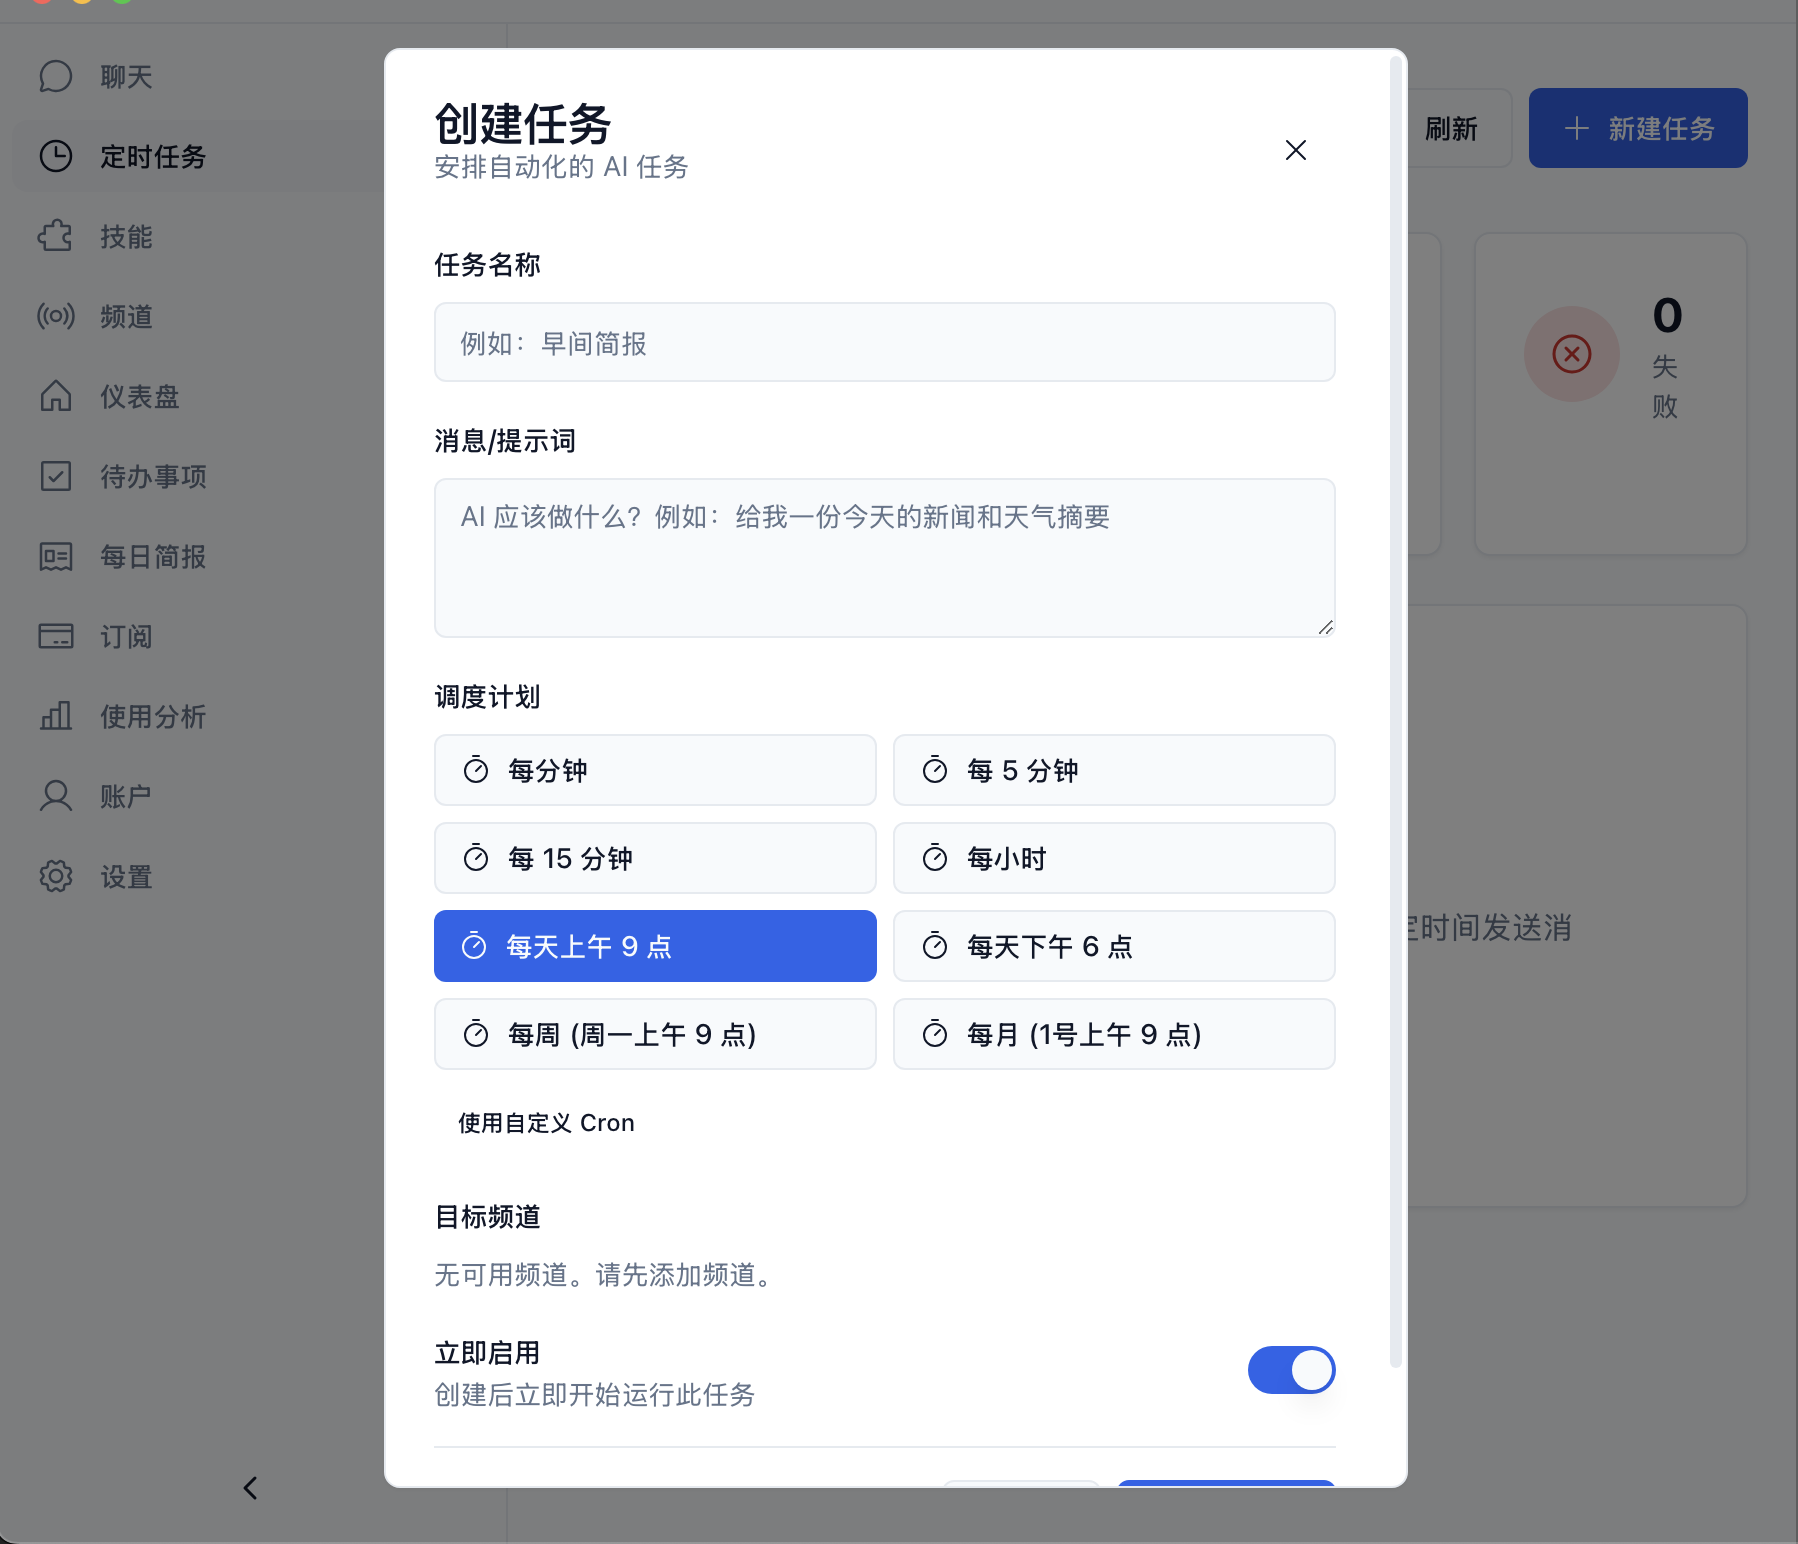 聊天
定时任务
技能
频道
仪表盘
待办事项
每日简报
订阅
使用分析
账户
设置
刷新
新建任务
0
失
败
定时间发送消
创建任务
安排自动化的 AI 任务
任务名称
例如：早间简报
消息/提示词
AI 应该做什么？例如：给我一份今天的新闻和天气摘要
调度计划
每分钟
每 5 分钟
每 15 分钟
每小时
每天上午 9 点
每天下午 6 点
每周 (周一上午 9 点)
每月 (1号上午 9 点)
使用自定义 Cron
目标频道
无可用频道。请先添加频道。
立即启用
创建后立即开始运行此任务